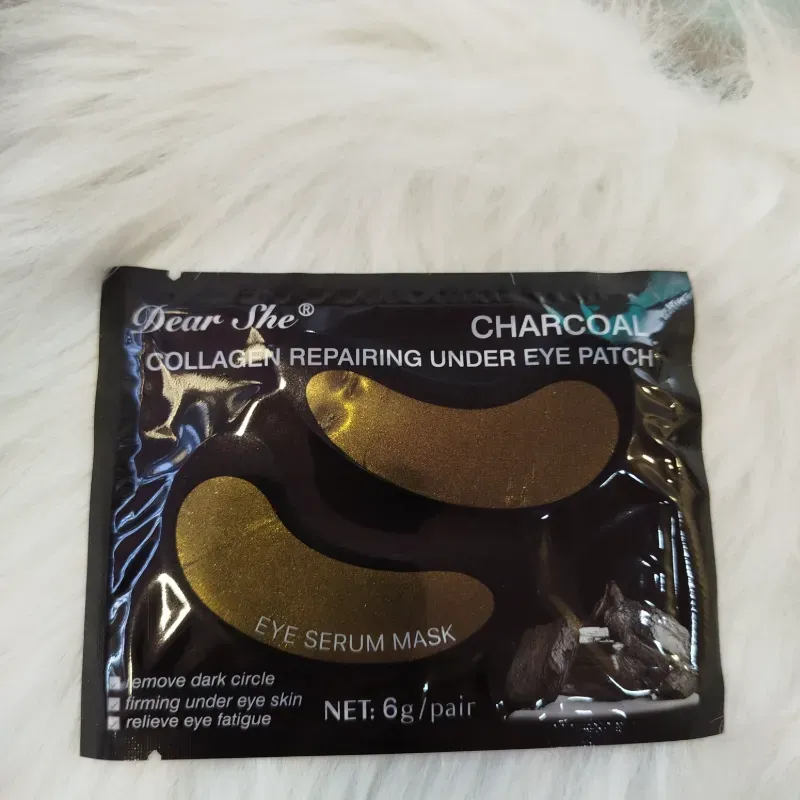 Dear She®
CHARCOAL
COLLAGEN REPAIRING UNDER EYE PATCH
EYE SERUM MASK
remove dark circle
firming under eye skin
relieve eye fatigue
NET: 6g/pair